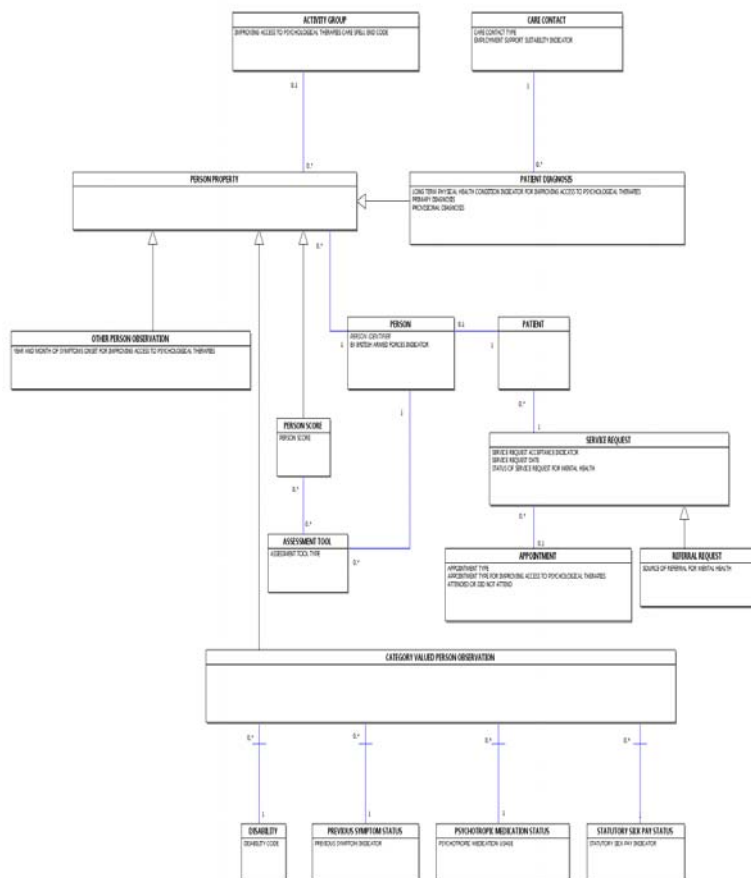 ACTIVITY GROUP
IMPROVING ACCESS TO PSYCHOLOGICAL THERAPIES CARE SPELL END CODE
CARE CONTACT
CARE CONTACT TYPE
EMPLOYMENT SUPPORT SUITABILITY INDICATOR
0..1
1
0..*
0..*
PERSON PROPERTY
PATIENT DIAGNOSIS
LONG TERM PHYSICAL HEALTH CONDITION INDICATOR FOR IMPROVING ACCESS TO PSYCHOLOGICAL THERAPIES
PRIMARY DIAGNOSIS
PROVISIONAL DIAGNOSIS
0..*
OTHER PERSON OBSERVATION
YEAR AND MONTH OF SYMPTOMS ONSET FOR IMPROVING ACCESS TO PSYCHOLOGICAL THERAPIES
PERSON
PERSON IDENTIFIER
EX BRITISH ARMED FORCES INDICATOR
0..1
PATIENT
1
1
1
0..*
1
PERSON SCORE
PERSON SCORE
SERVICE REQUEST
SERVICE REQUEST ACCEPTANCE INDICATOR
SERVICE REQUEST DATE
STATUS OF SERVICE REQUEST FOR MENTAL HEALTH
0..*
0..*
0..*
0..1
ASSESSMENT TOOL
ASSESSMENT TOOL TYPE
0..*
APPOINTMENT
APPOINTMENT TYPE
APPOINTMENT TYPE FOR IMPROVING ACCESS TO PSYCHOLOGICAL THERAPIES
ATTENDED OR DID NOT ATTEND
REFERRAL REQUEST
SOURCE OF REFERRAL FOR MENTAL HEALTH
CATEGORY VALUED PERSON OBSERVATION
0..*
0..*
0..*
0..*
1
1
1
DISABILITY
DISABILITY CODE
PREVIOUS SYMPTOM STATUS
PREVIOUS SYMPTOM INDICATOR
PSYCHOTROPIC MEDICATION STATUS
PSYCHOTROPIC MEDICATION USAGE
STATUTORY SICK PAY STATUS
STATUTORY SICK PAY INDICATOR